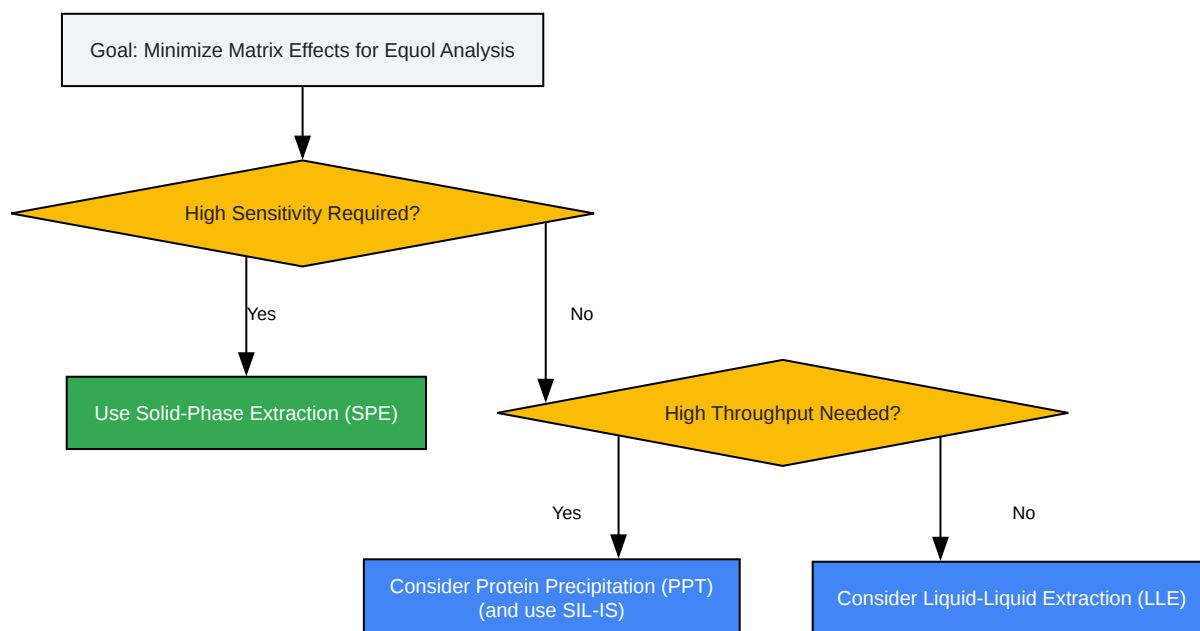 Goal: Minimize Matrix Effects for Equol Analysis
High Sensitivity Required?
Yes
No
Use Solid-Phase Extraction (SPE)
High Throughput Needed?
Yes
No
Consider Protein Precipitation (PPT)
(and use SIL-IS)
Consider Liquid-Liquid Extraction (LLE)